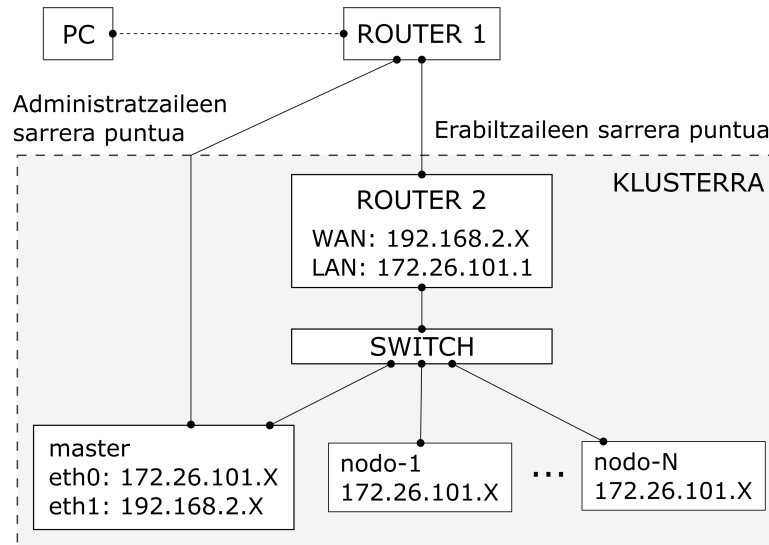 PC
ROUTER 1
Administratzaileen
sarrera puntua
Erabiltzaileen sarrera puntua
KLUSTERRA
ROUTER 2
WAN: 192.168.2.X
LAN: 172.26.101.1
SWITCH
master
eth0: 172.26.101.X
eth1: 192.168.2.X
nodo-1
172.26.101.X
...
nodo-N
172.26.101.X